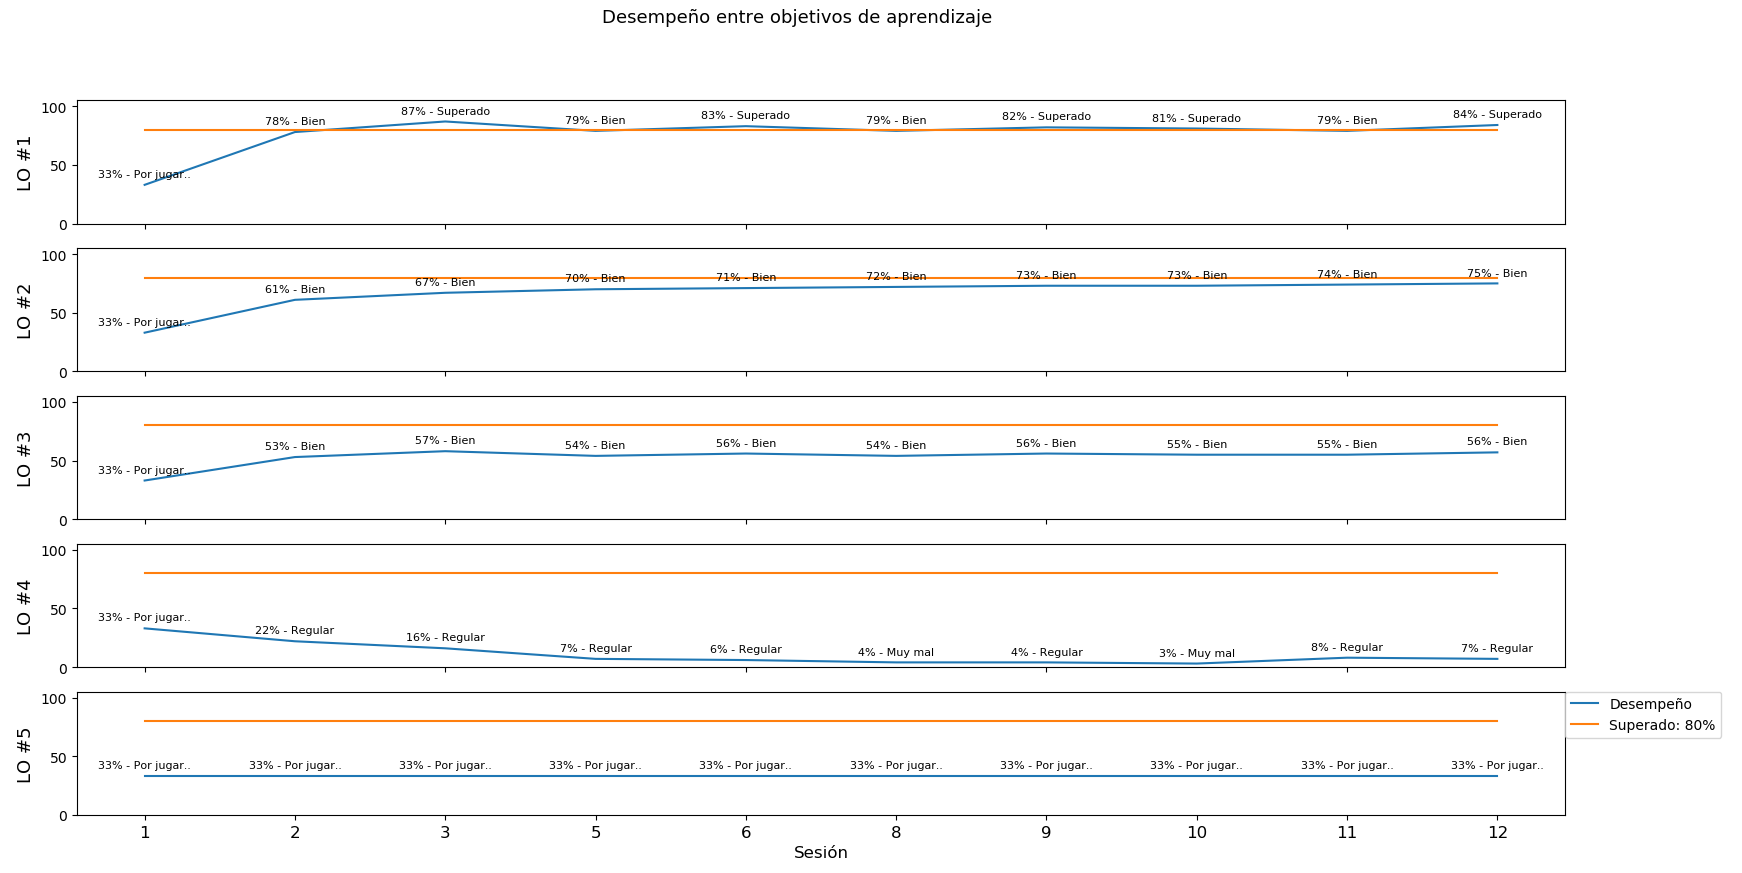 Desempeño entre objetivos de aprendizaje
LO #1
100
50
0
33% - Por jugar..
78% - Bien
87% - Superado
79% - Bien
83% - Superado
79% - Bien
82% - Superado
81% - Superado
79% - Bien
84% - Superado
LO #2
100
50
0
33% - Por jugar..
61% - Bien
67% - Bien
70% - Bien
71% - Bien
72% - Bien
73% - Bien
73% - Bien
74% - Bien
75% - Bien
LO #3
100
50
0
33% - Por jugar..
53% - Bien
57% - Bien
54% - Bien
56% - Bien
54% - Bien
56% - Bien
55% - Bien
55% - Bien
56% - Bien
LO #4
100
50
0
33% - Por jugar..
22% - Regular
16% - Regular
7% - Regular
6% - Regular
4% - Muy mal
4% - Regular
3% - Muy mal
8% - Regular
7% - Regular
LO #5
100
50
0
33% - Por jugar..
33% - Por jugar..
33% - Por jugar..
33% - Por jugar..
33% - Por jugar..
33% - Por jugar..
33% - Por jugar..
33% - Por jugar..
33% - Por jugar..
33% - Por jugar..
Desempeño
Superado: 80%
1 2 3 5 6 8 9 10 11 12
Sesión